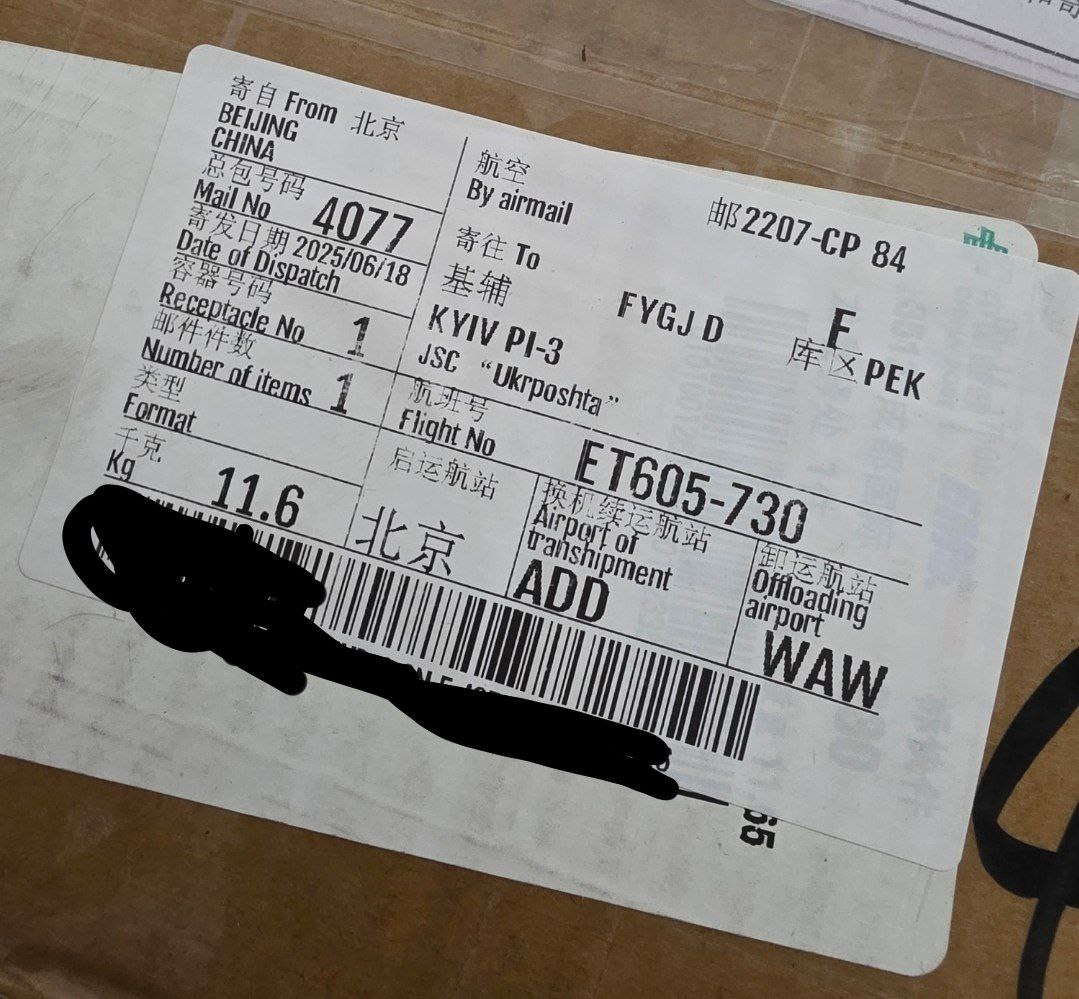 寄自 From 北京
BEIJING
CHINA
总包号码
Mail No 4077
寄发日期 2025/06/18
Date of Dispatch
容器号码
Receptacle No 1
邮件件数
Number of items 1
类型
Format
千克
Kg 11.6
航空
By airmail
邮2207-CP 84
寄往 To
基辅
KYIV PI-3
JSC “Ukrposhta”
FYGJ D
F
库区PEK
航班号
Flight No ET605-730
启运航站
北京
换机续运航站
Airport of
transhipment
ADD
卸运航站
Offloading
airport
WAW